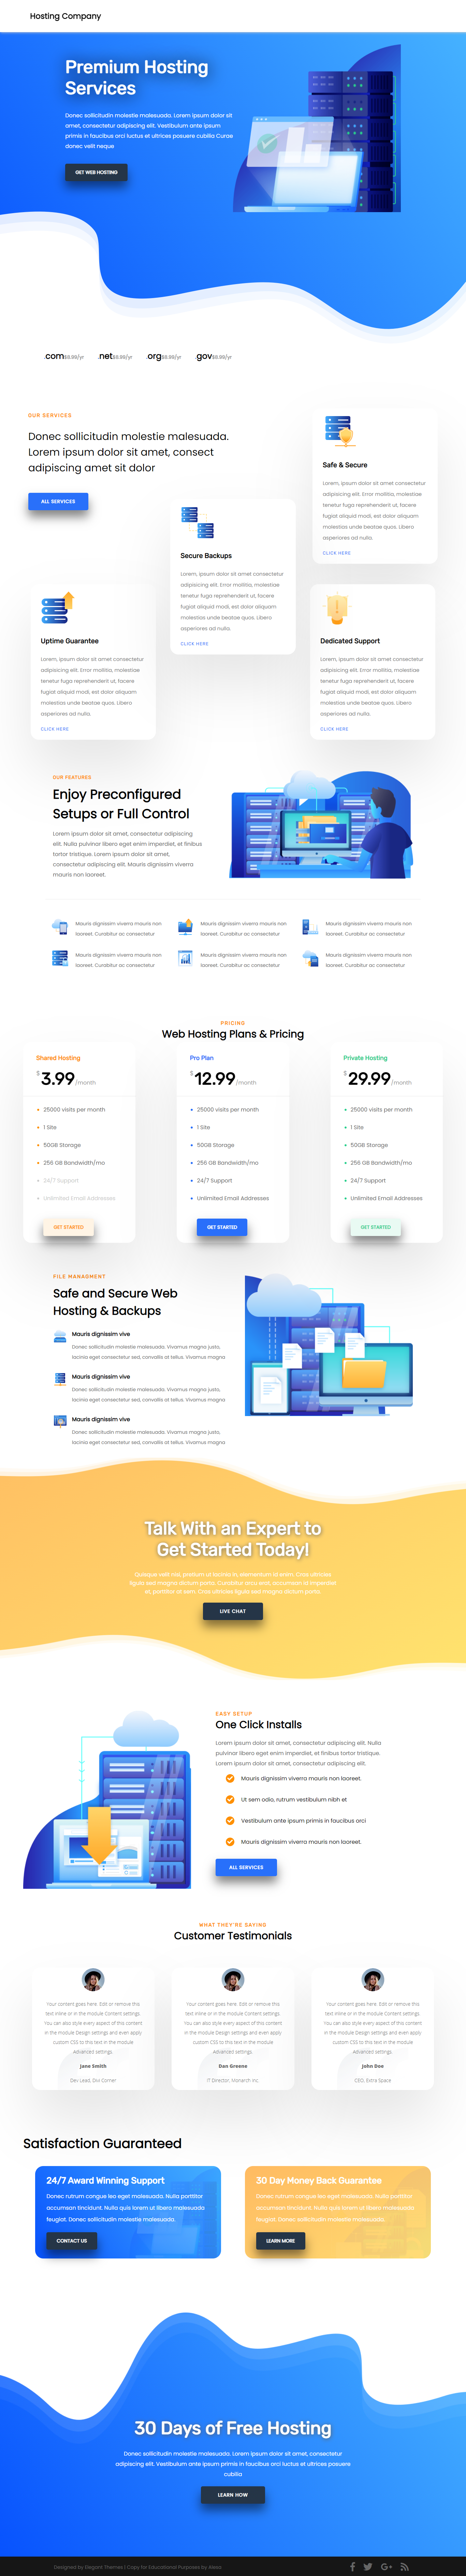 Hosting Company
Premium Hosting
Services
Donec sollicitudin molestie malesuada. Lorem ipsum dolor sit
amet, consectetur adipiscing elit. Vestibulum ante ipsum
primis in faucibus orci luctus et ultrices posuere cubilia Curae
donec velit neque
GET WEB HOSTING
.com$9.99/yr .net$9.99/yr .org$9.99/yr .gov$9.99/yr
OUR SERVICES
Donec sollicitudin molestie malesuada.
Lorem ipsum dolor sit amet, consect
adipiscing amet sit dolor
ALL SERVICES
Safe & Secure
Lorem, ipsum dolor sit amet consectetur
adipisicing elit. Error mollitia, molestiae
tenetur fuga reprehenderit ut, facere
fugiat aliquid modi, est dolor aliquam
molestias unde beatae quos. Libero
asperiores ad nulla.
CLICK HERE
Secure Backups
Lorem, ipsum dolor sit amet consectetur
adipisicing elit. Error mollitia, molestiae
tenetur fuga reprehenderit ut, facere
fugiat aliquid modi, est dolor aliquam
molestias unde beatae quos. Libero
asperiores ad nulla.
CLICK HERE
Uptime Guarantee
Lorem, ipsum dolor sit amet consectetur
adipisicing elit. Error mollitia, molestiae
tenetur fuga reprehenderit ut, facere
fugiat aliquid modi, est dolor aliquam
molestias unde beatae quos. Libero
asperiores ad nulla.
CLICK HERE
Dedicated Support
Lorem, ipsum dolor sit amet consectetur
adipisicing elit. Error mollitia, molestiae
tenetur fuga reprehenderit ut, facere
fugiat aliquid modi, est dolor aliquam
molestias unde beatae quos. Libero
asperiores ad nulla.
CLICK HERE
OUR FEATURES
Enjoy Preconfigured
Setups or Full Control
Lorem ipsum dolor sit amet, consectetur adipiscing
elit. Nulla pulvinar libero eget enim imperdiet, et finibus
tortor tristique. Lorem ipsum dolor sit amet,
consectetur adipiscing elit. Mauris dignissim viverra
mauris non laoreet.
Mauris dignissim viverra mauris non
laoreet. Curabitur ac consectetur
Mauris dignissim viverra mauris non
laoreet. Curabitur ac consectetur
Mauris dignissim viverra mauris non
laoreet. Curabitur ac consectetur
Mauris dignissim viverra mauris non
laoreet. Curabitur ac consectetur
Mauris dignissim viverra mauris non
laoreet. Curabitur ac consectetur
Mauris dignissim viverra mauris non
laoreet. Curabitur ac consectetur
PRICING
Web Hosting Plans & Pricing
Shared Hosting
$3.99/month
25000 visits per month
1 Site
50GB Storage
256 GB Bandwidth/mo
24/7 Support
Unlimited Email Addresses
GET STARTED
Pro Plan
$12.99/month
25000 visits per month
1 Site
50GB Storage
256 GB Bandwidth/mo
24/7 Support
Unlimited Email Addresses
GET STARTED
Private Hosting
$29.99/month
25000 visits per month
1 Site
50GB Storage
256 GB Bandwidth/mo
24/7 Support
Unlimited Email Addresses
GET STARTED
FILE MANAGMENT
Safe and Secure Web
Hosting & Backups
Mauris dignissim vive
Donec sollicitudin molestie malesuada. Vivamus magna justo,
lacinia eget consectetur sed, convallis at tellus. Vivamus magna
Mauris dignissim vive
Donec sollicitudin molestie malesuada. Vivamus magna justo,
lacinia eget consectetur sed, convallis at tellus. Vivamus magna
Mauris dignissim vive
Donec sollicitudin molestie malesuada. Vivamus magna justo,
lacinia eget consectetur sed, convallis at tellus. Vivamus magna
Talk With an Expert to
Get Started Today!
Quisque velit nisi, pretium ut lacinia in, elementum id enim. Cras ultricies
ligula sed magna dictum porta. Curabitur arcu erat, accumsan id imperdiet
et, porttitor at sem. Cras ultricies ligula sed magna dictum porta.
LIVE CHAT
EASY SETUP
One Click Installs
Lorem ipsum dolor sit amet, consectetur adipiscing elit. Nulla
pulvinar libero eget enim imperdiet, et finibus tortor tristique.
Lorem ipsum dolor sit amet, consectetur adipiscing elit.
Mauris dignissim viverra mauris non laoreet.
Ut sem odio, rutrum vestibulum nibh et
Vestibulum ante ipsum primis in faucibus orci
Mauris dignissim viverra mauris non laoreet.
ALL SERVICES
WHAT THEY'RE SAYING
Customer Testimonials
Your content goes here. Edit or remove this
text inline or in the module Content settings.
You can also style every aspect of this content
in the module Design settings and even apply
custom CSS to this text in the module
Advanced settings.
Jane Smith
Dev Lead, Divi Corner
Your content goes here. Edit or remove this
text inline or in the module Content settings.
You can also style every aspect of this content
in the module Design settings and even apply
custom CSS to this text in the module
Advanced settings.
Dan Greene
IT Director, Monarch Inc
Your content goes here. Edit or remove this
text inline or in the module Content settings.
You can also style every aspect of this content
in the module Design settings and even apply
custom CSS to this text in the module
Advanced settings.
John Doe
CEO, Extra Space
Satisfaction Guaranteed
24/7 Award Winning Support
Donec rutrum congue leo eget malesuada. Nulla porttitor
accumsan tincidunt. Nulla quis lorem ut libero malesuada
feugiat. Donec sollicitudin molestie malesuada.
CONTACT US
30 Day Money Back Guarantee
Donec rutrum congue leo eget malesuada. Nulla porttitor
accumsan tincidunt. Nulla quis lorem ut libero malesuada
feugiat. Donec sollicitudin molestie malesuada.
LEARN MORE
30 Days of Free Hosting
Donec sollicitudin molestie malesuada. Lorem ipsum dolor sit amet, consectetur
adipiscing elit. Vestibulum ante ipsum primis in faucibus orci luctus et ultrices posuere
cubilia
LEARN HOW
Designed by Elegant Themes | Copy for Educational Purposes by